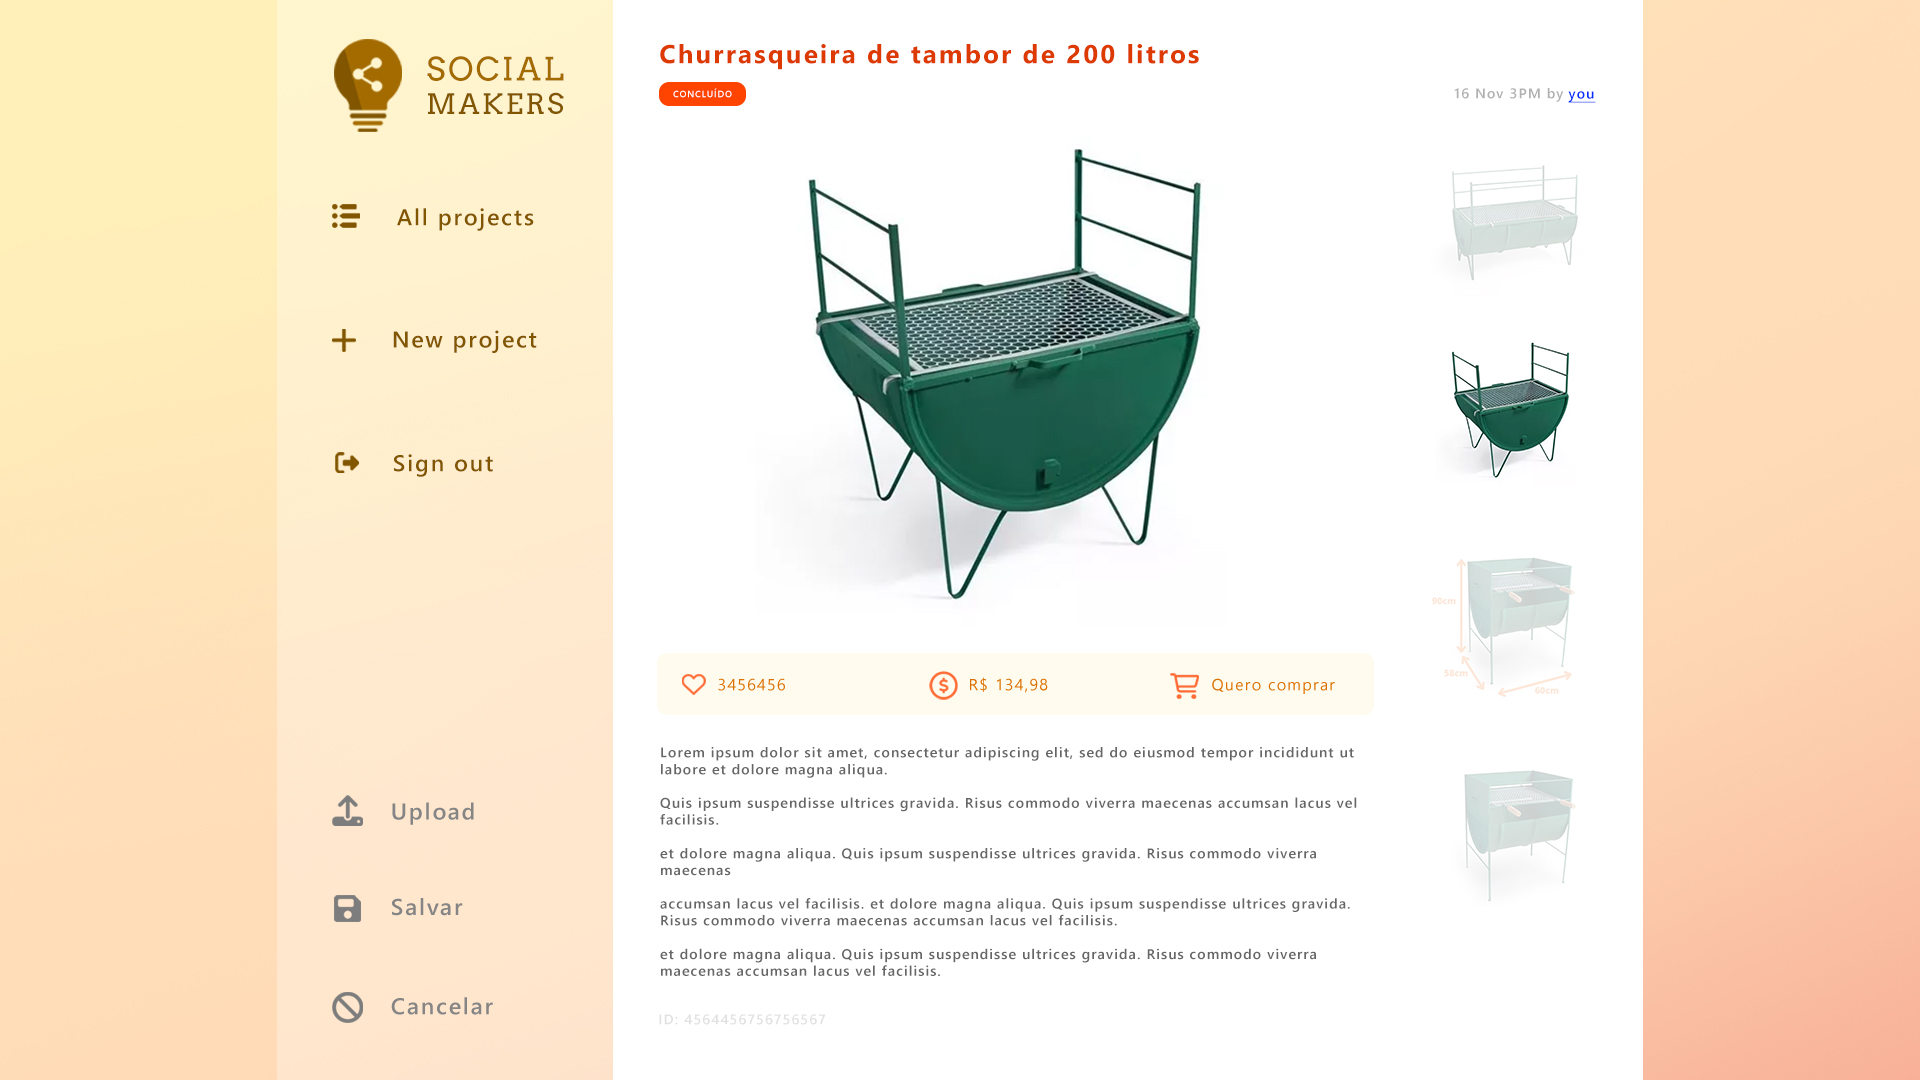 SOCIAL
MAKERS
All projects
New project
Sign out
Upload
Salvar
Cancelar
Churrasqueira de tambor de 200 litros
CONCLUÍDO
16 Nov 3PM by you
90cm
58cm
60cm
3456456
R$ 134,98
Quero comprar
Lorem ipsum dolor sit amet, consectetur adipiscing elit, sed do eiusmod tempor incididunt ut
labore et dolore magna aliqua.
Quis ipsum suspendisse ultrices gravida. Risus commodo viverra maecenas accumsan lacus vel
facilisis.
et dolore magna aliqua. Quis ipsum suspendisse ultrices gravida. Risus commodo viverra
maecenas
accumsan lacus vel facilisis. et dolore magna aliqua. Quis ipsum suspendisse ultrices gravida.
Risus commodo viverra maecenas accumsan lacus vel facilisis.
et dolore magna aliqua. Quis ipsum suspendisse ultrices gravida. Risus commodo viverra
maecenas accumsan lacus vel facilisis.
ID: 4564456756756567